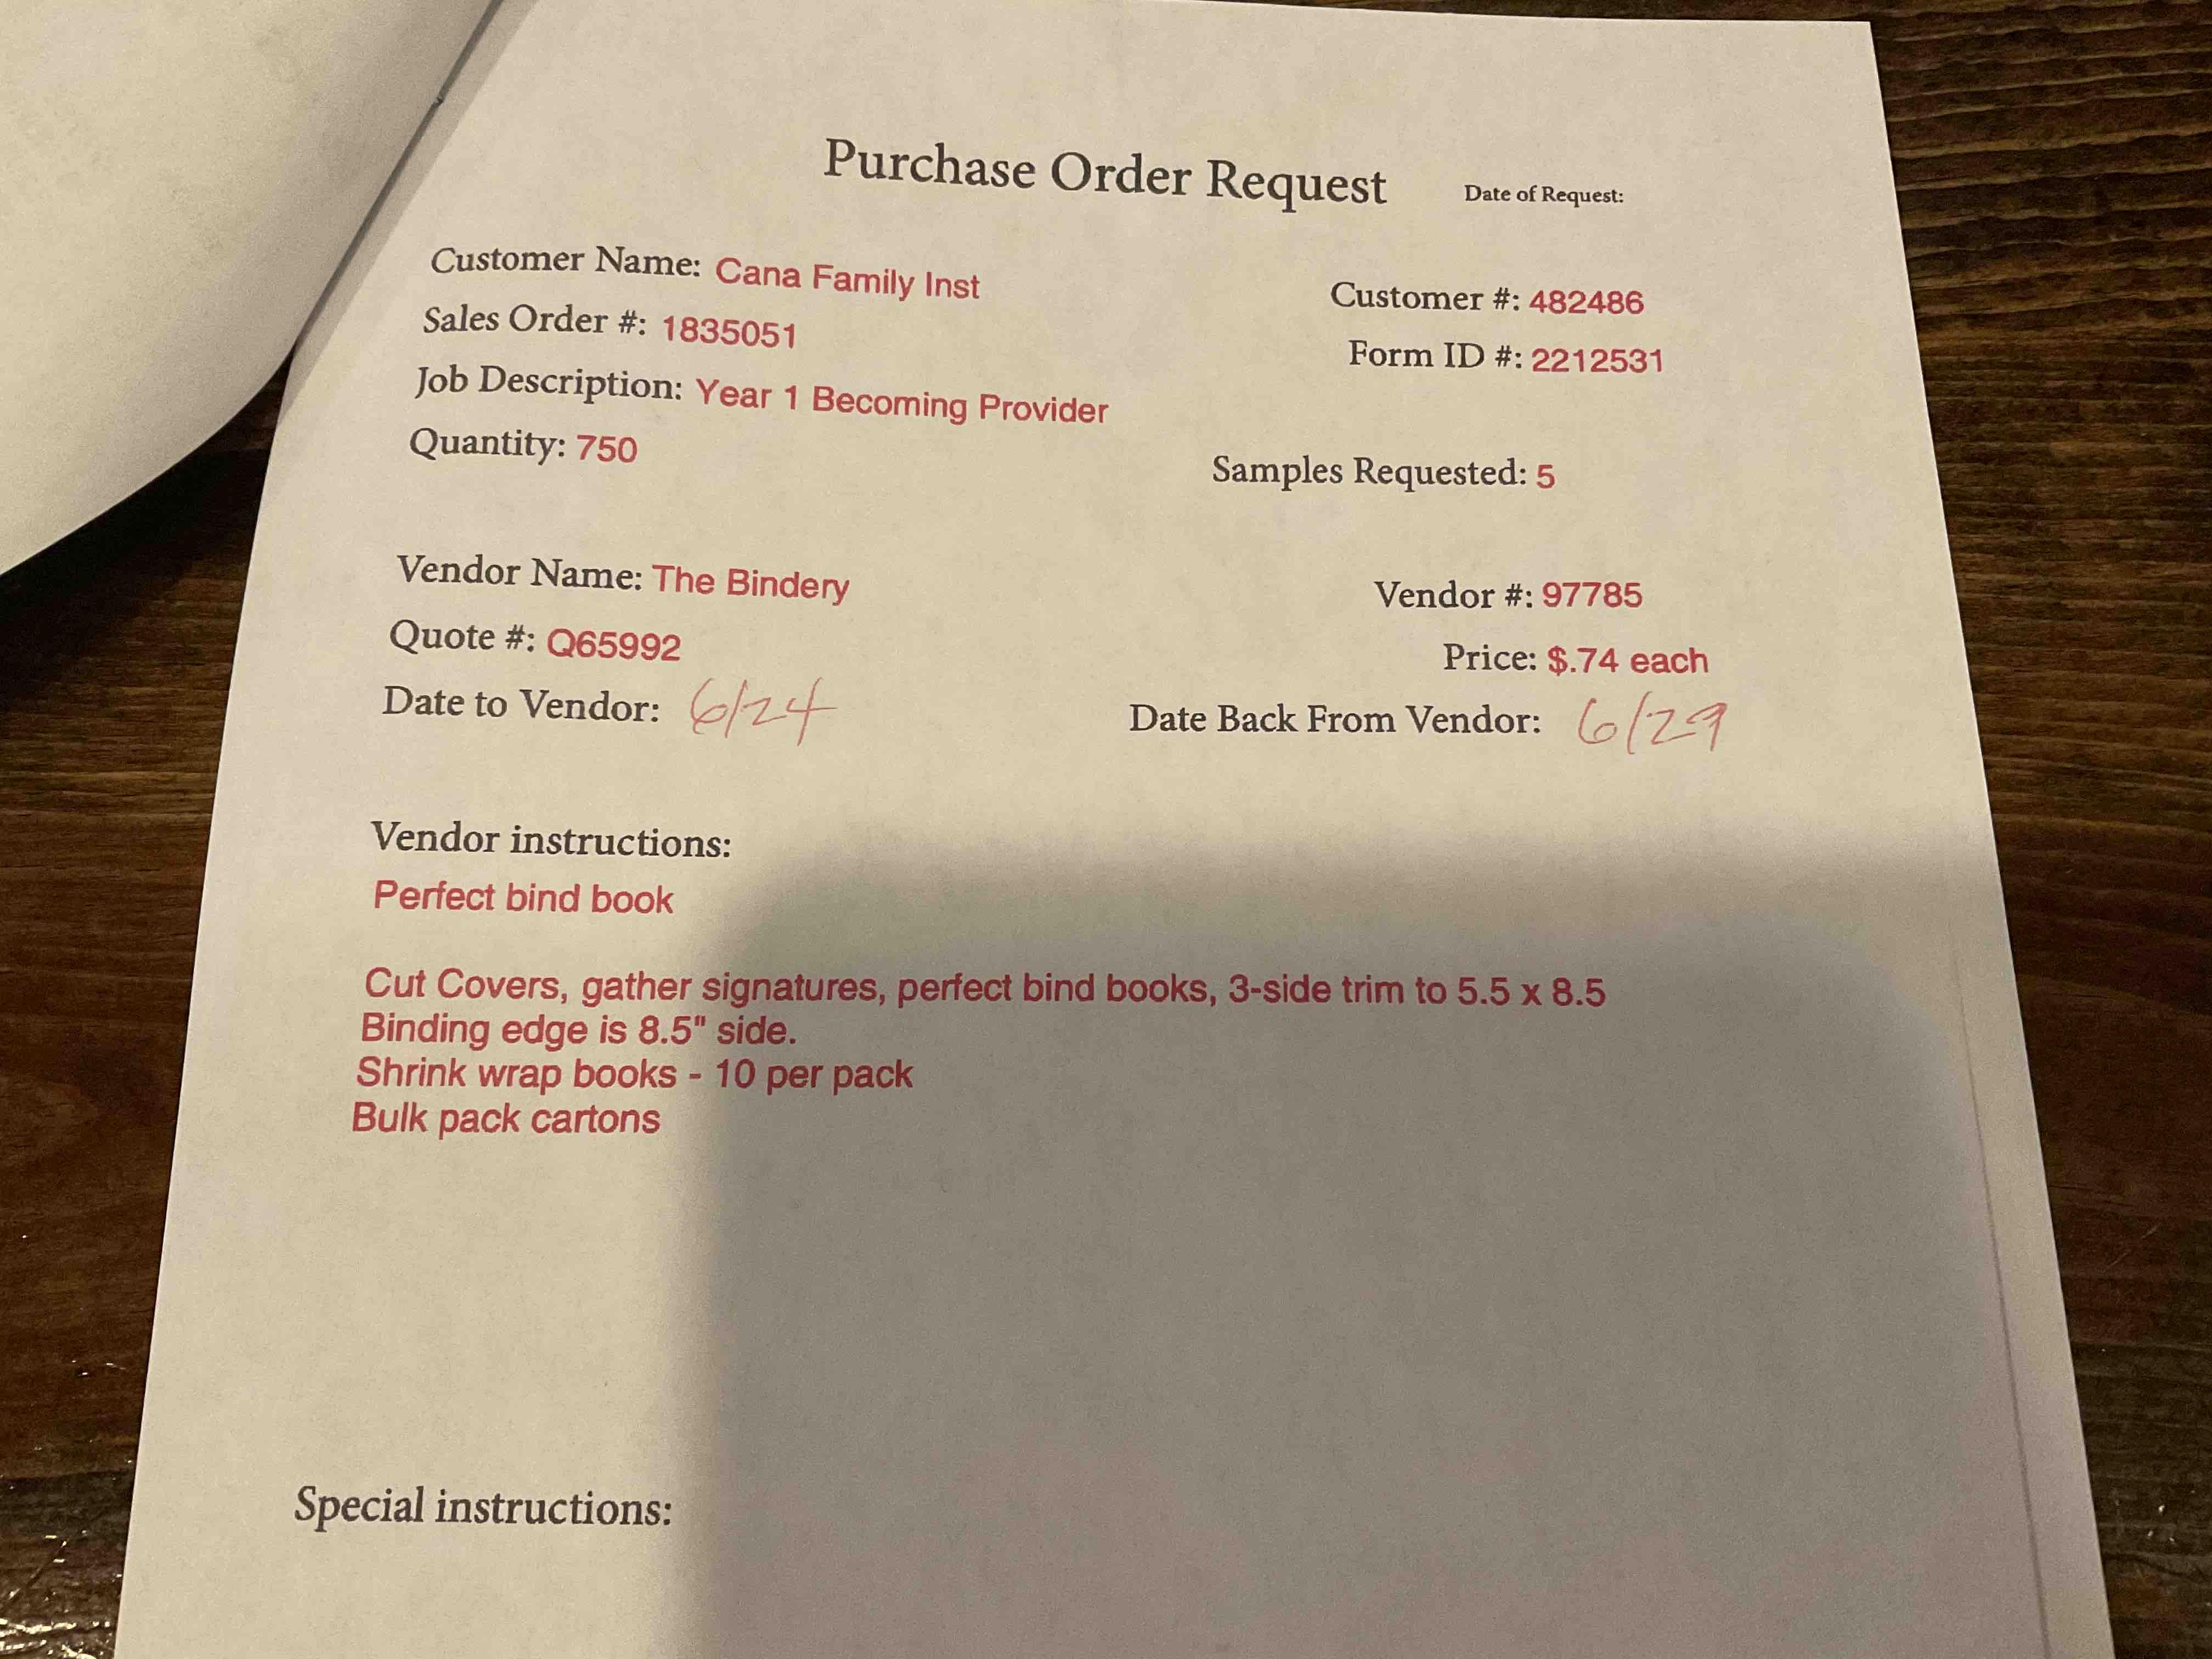 Purchase Order Request Date of Request:
Customer Name: Cana Family Inst Customer #: 482486
Sales Order #: 1835051 Form ID #: 2212531
Job Description: Year 1 Becoming Provider
Quantity: 750 Samples Requested: 5
Vendor Name: The Bindery Vendor #: 97785
Quote #: Q65992 Price: $.74 each
Date to Vendor: 6/24 Date Back From Vendor: 6/29
Vendor instructions:
Perfect bind book
Cut Covers, gather signatures, perfect bind books, 3-side trim to 5.5 x 8.5
Binding edge is 8.5" side.
Shrink wrap books - 10 per pack
Bulk pack cartons
Special instructions: